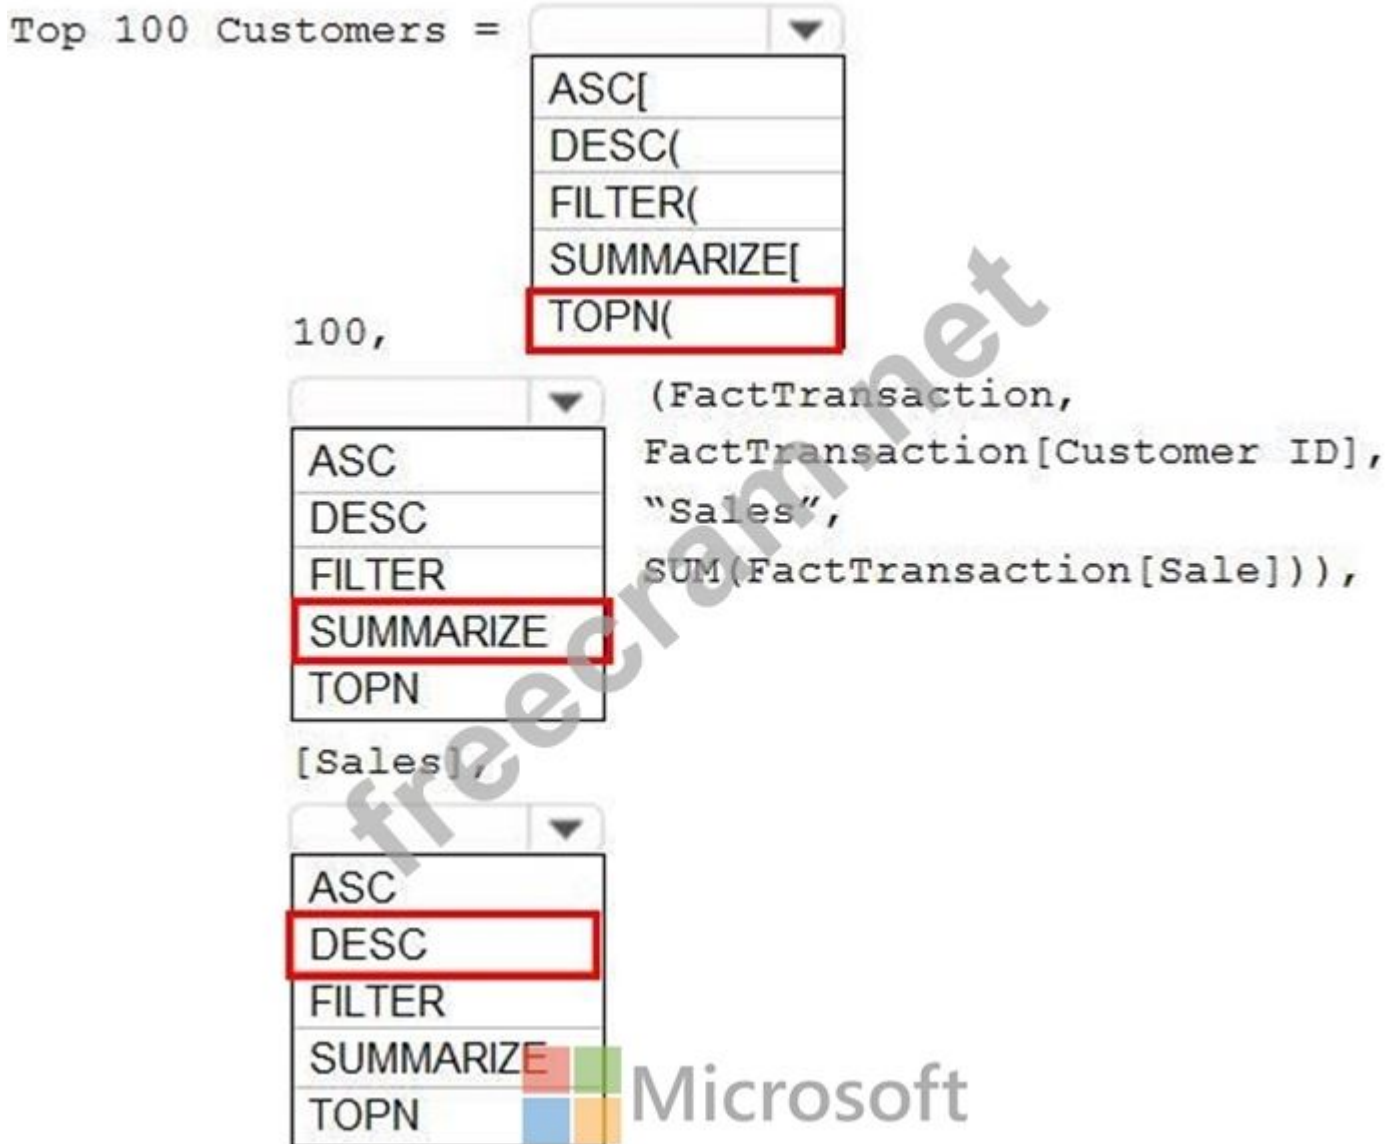 Top 100 Customers =
ASC[
DESC(
FILTER(
SUMMARIZE[
TOPN(
100,
(FactTransaction,
FactTransaction[Customer ID],
“Sales”,
SUM(FactTransaction[Sale])),
ASC
DESC
FILTER
SUMMARIZE
TOPN
[Sales],
ASC
DESC
FILTER
SUMMARIZE
TOPN
Microsoft
freecram.net